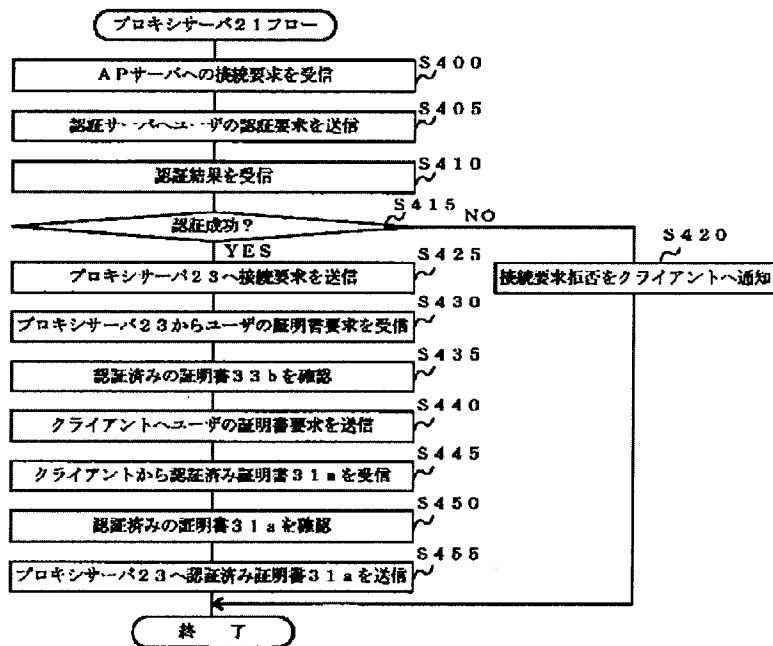 プロキシサーバ21フロー
S400
APサーバへの接続要求を受信
S405
認証サーバへユーザの認証要求を送信
S410
認証結果を受信
S415
認証成功?
NO
YES
S420
接続要求拒否をクライアントへ通知
S425
プロキシサーバ23へ接続要求を送信
S430
プロキシサーバ23からユーザの証明書要求を受信
S435
認証済みの証明書33bを確認
S440
クライアントへユーザの証明書要求を送信
S445
クライアントから認証済み証明書31aを受信
S450
認証済みの証明書31aを確認
S455
プロキシサーバ23へ認証済み証明書31aを送信
終 了